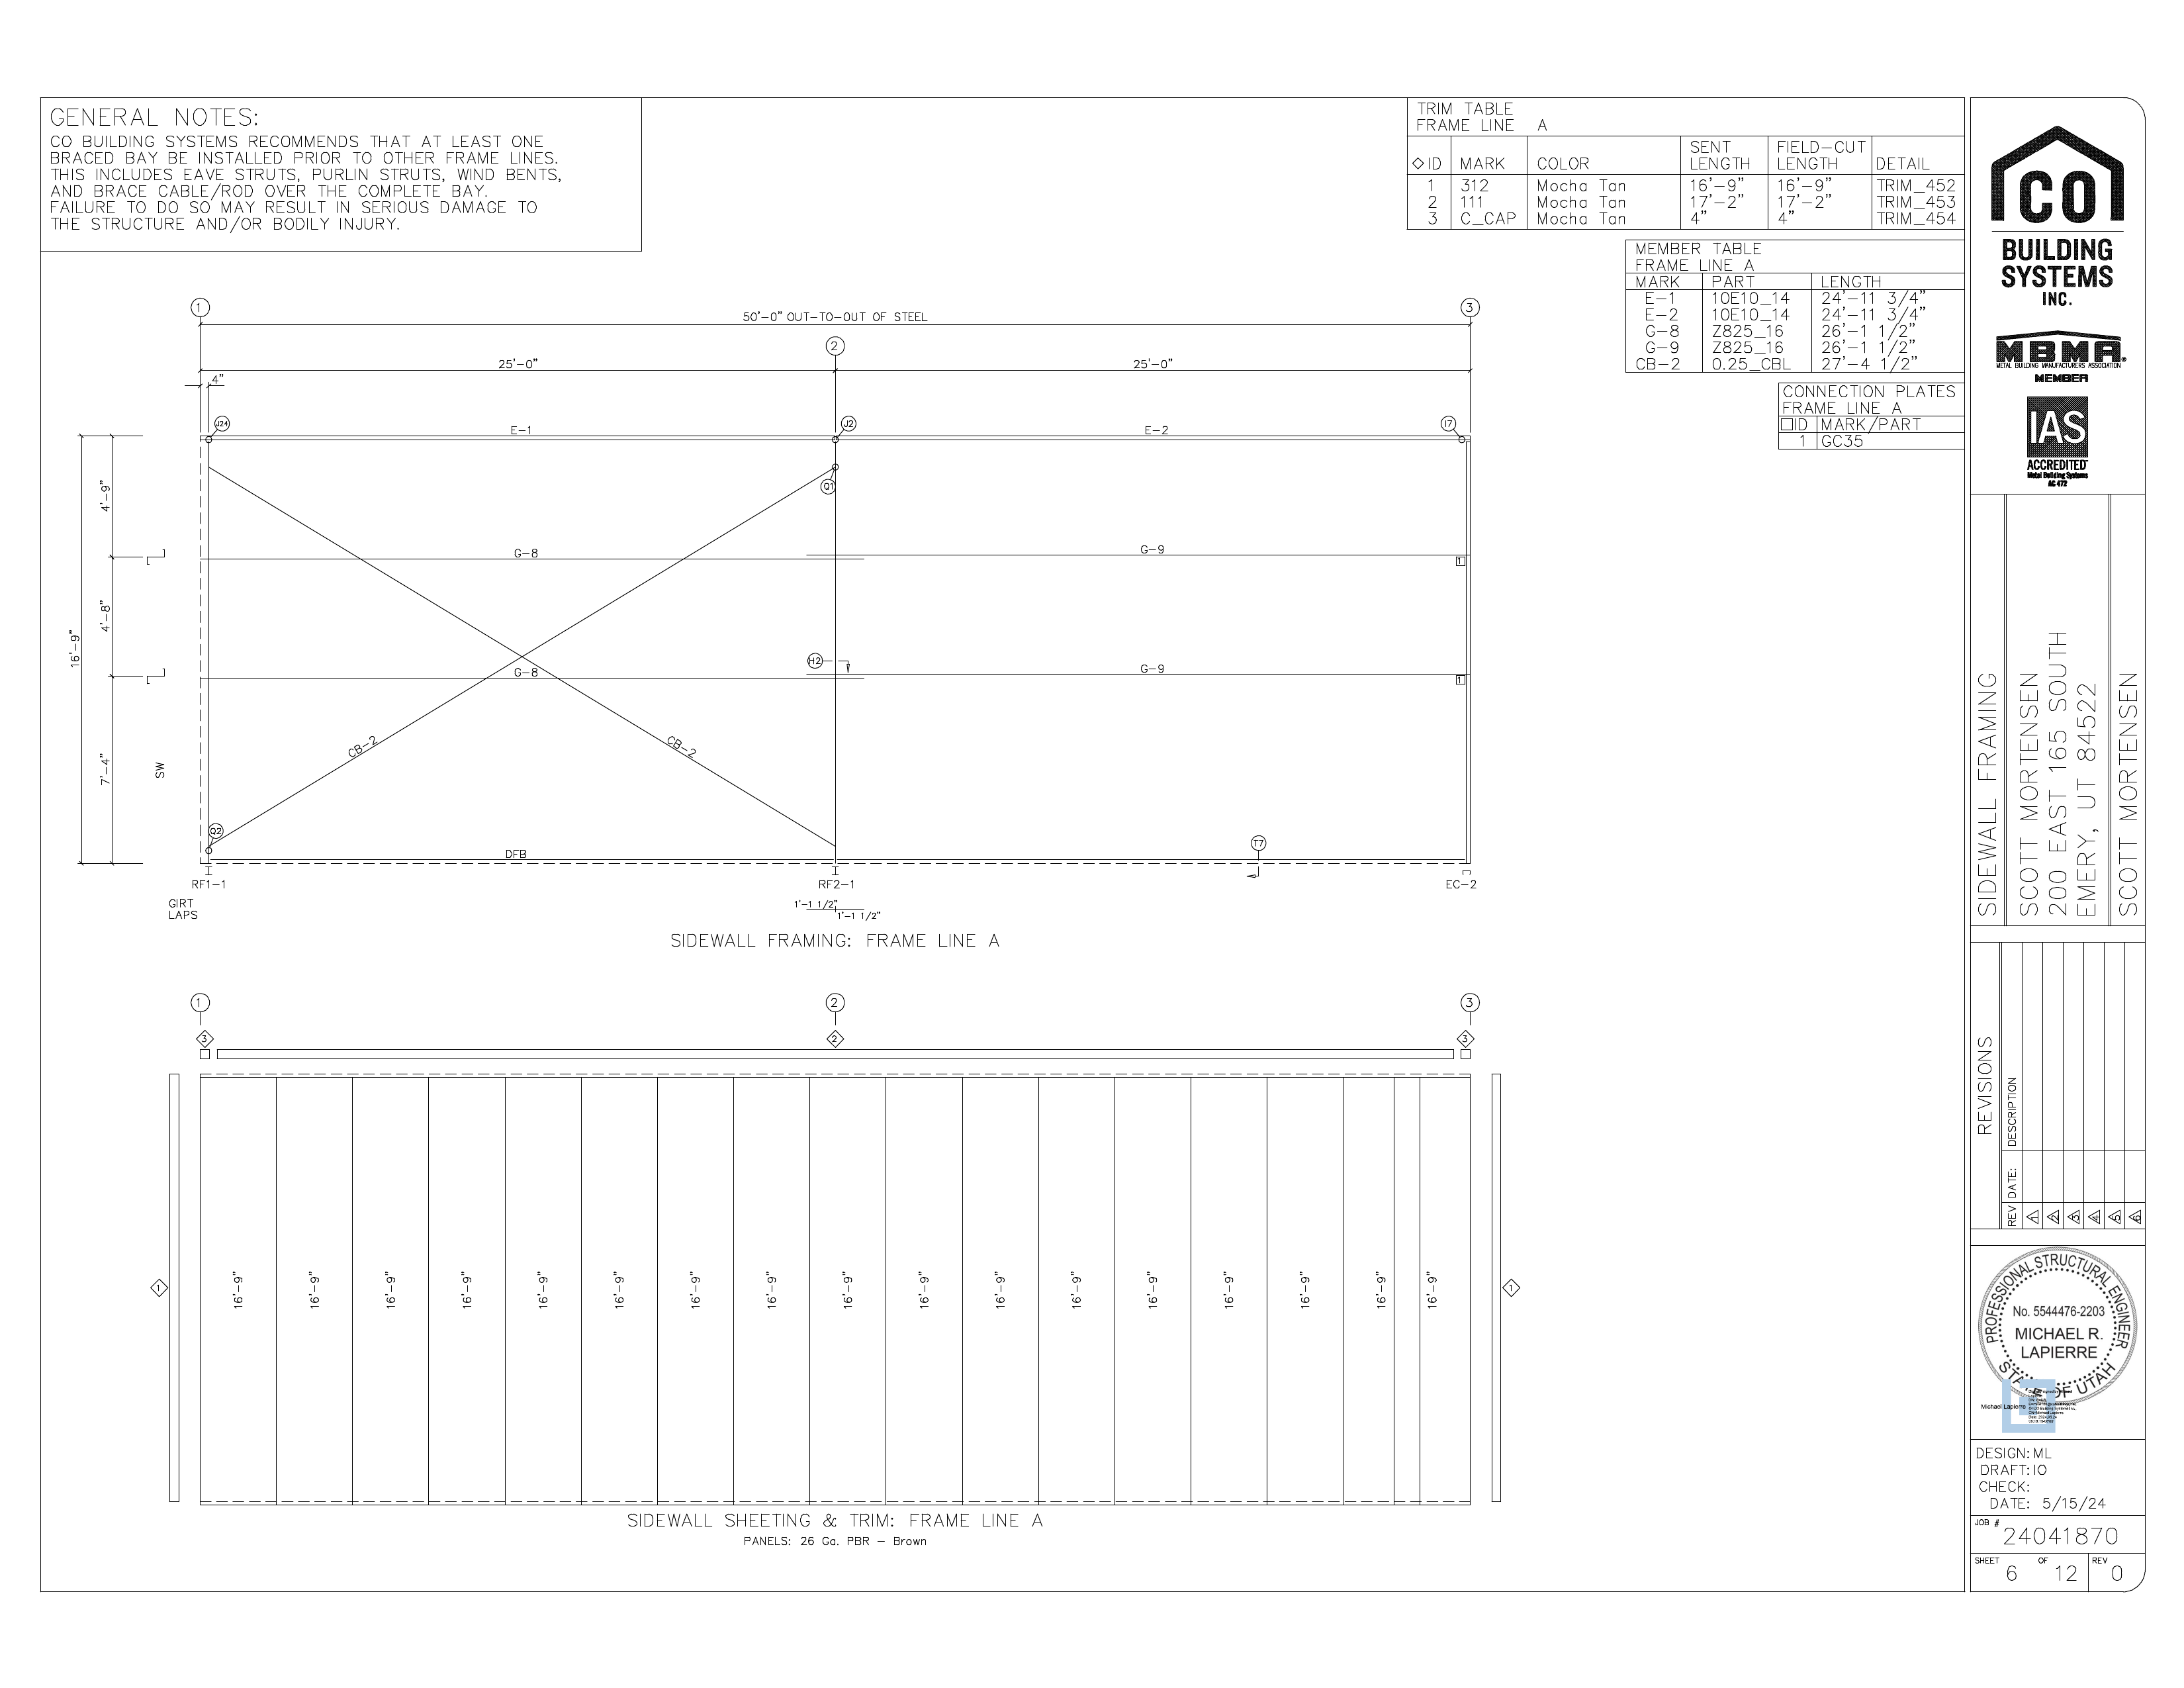 GENERAL NOTES:
CO BUILDING SYSTEMS RECOMMENDS THAT AT LEAST ONE
BRACED BAY BE INSTALLED PRIOR TO OTHER FRAME LINES.
THIS INCLUDES EAVE STRUTS, PURLIN STRUTS, WIND BENTS,
AND BRACE CABLE/ROD OVER THE COMPLETE BAY.
FAILURE TO DO SO MAY RESULT IN SERIOUS DAMAGE TO
THE STRUCTURE AND/OR BODILY INJURY.
TRIM TABLE
FRAME LINE A
◇ID MARK COLOR SENT LENGTH FIELD-CUT LENGTH DETAIL
1 312 Mocha Tan 16'-9" 16'-9" TRIM_452
2 111 Mocha Tan 17'-2" 17'-2" TRIM_453
3 C_CAP Mocha Tan 4" 4" TRIM_454
MEMBER TABLE
FRAME LINE A
MARK PART LENGTH
E-1 10E10_14 24'-11 3/4"
E-2 10E10_14 24'-11 3/4"
G-8 Z825_16 26'-1 1/2"
G-9 Z825_16 26'-1 1/2"
CB-2 0.25_CBL 27'-4 1/2"
CONNECTION PLATES
FRAME LINE A
□ID MARK/PART
1 GC35
1 3
50'-0" OUT-TO-OUT OF STEEL
2
25'-0" 25'-0"
4"
J24 E-1 J2 E-2 I7
4'-9"
Q1
G-8 G-9
1
4'-8"
16'-9"
H2
G-8 G-9
1
CB-2 CB-2
7'-4"
SW
Q2
DFB
T7
RF1-1 RF2-1 EC-2
GIRT
LAPS
1'-1 1/2"
1'-1 1/2"
SIDEWALL FRAMING: FRAME LINE A
1 2 3
3 2 3
1 1
16'-9" 16'-9" 16'-9" 16'-9" 16'-9" 16'-9" 16'-9" 16'-9" 16'-9" 16'-9" 16'-9" 16'-9" 16'-9" 16'-9" 16'-9" 16'-9" 16'-9"
SIDEWALL SHEETING & TRIM: FRAME LINE A
PANELS: 26 Ga. PBR - Brown
CO
BUILDING
SYSTEMS
INC.
MBMA
METAL BUILDING MANUFACTURERS ASSOCIATION
MEMBER
IAS
ACCREDITED
Metal Building Systems
AC 472
SIDEWALL FRAMING
SCOTT MORTENSEN
200 EAST 165 SOUTH
EMERY, UT 84522
SCOTT MORTENSEN
REVISIONS
REV DATE: DESCRIPTION
1
2
3
4
5
6
PROFESSIONAL STRUCTURAL ENGINEER
No. 5544476-2203
MICHAEL R.
LAPIERRE
STATE OF UTAH
Michael Lapierre
DESIGN: ML
DRAFT: IO
CHECK:
DATE: 5/15/24
JOB #
24041870
SHEET 6 OF 12 REV 0